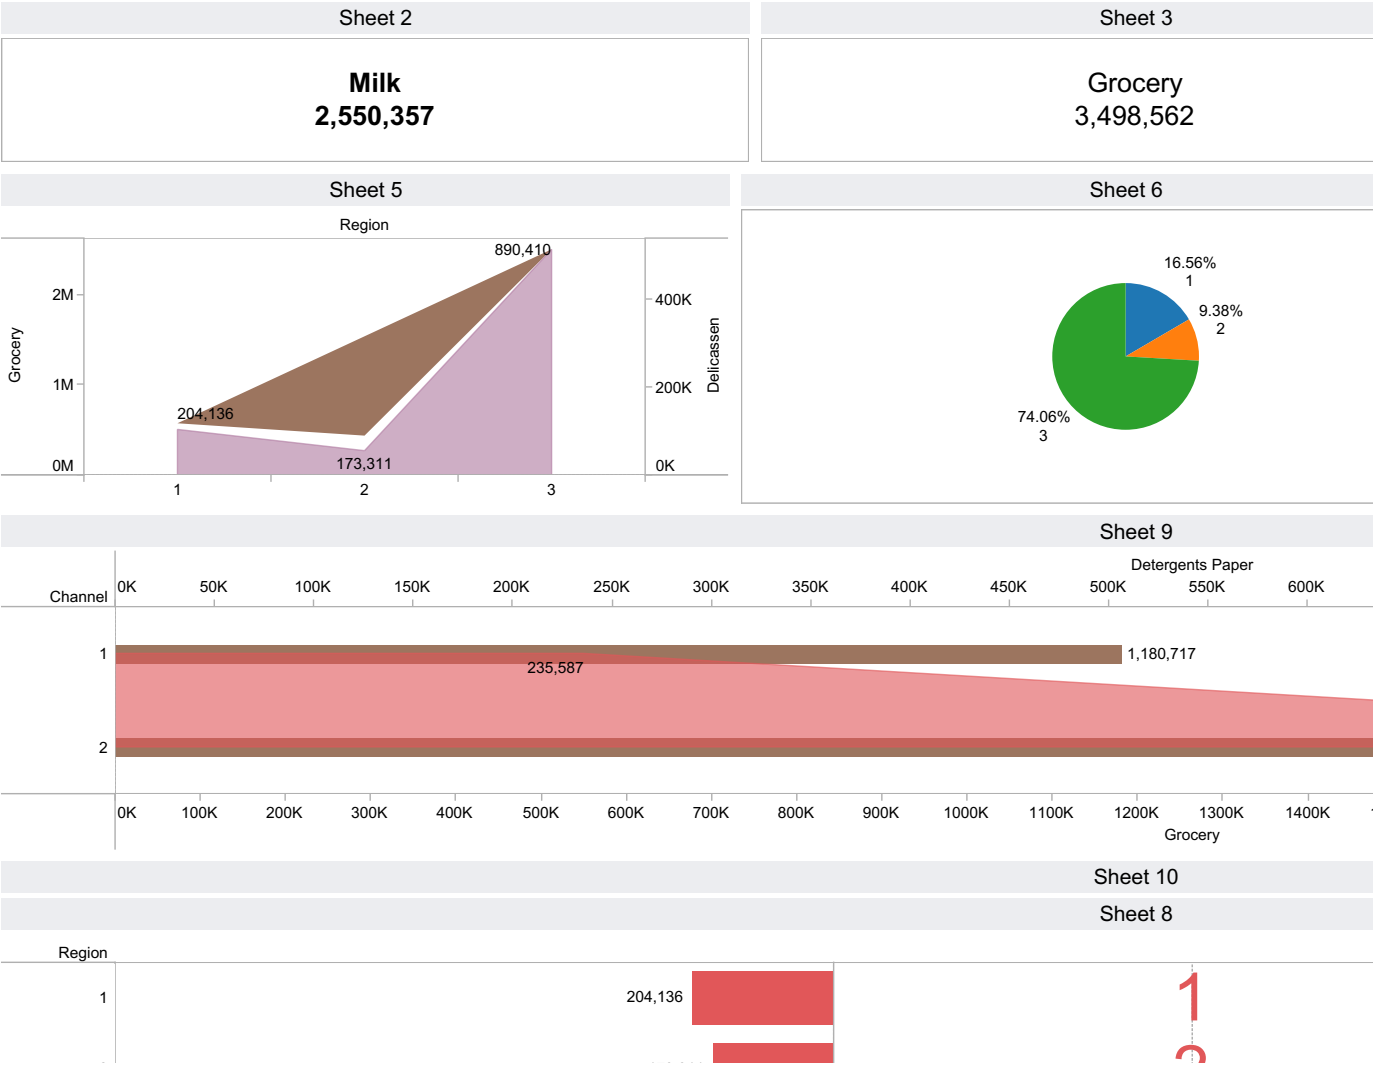 Sheet 2
Sheet 3
Milk
2,550,357
Grocery
3,498,562
Sheet 5
Sheet 6
Region
890,410
2M
1M
0M
Grocery
204,136
173,311
400K
200K
0K
Delicassen
1 2 3
16.56%
1
9.38%
2
74.06%
3
Sheet 9
Detergents Paper
Channel
0K 50K 100K 150K 200K 250K 300K 350K 400K 450K 500K 550K 600K
1
1,180,717
235,587
2
0K 100K 200K 300K 400K 500K 600K 700K 800K 900K 1000K 1100K 1200K 1300K 1400K
Grocery
Sheet 10
Sheet 8
Region
1
204,136
1